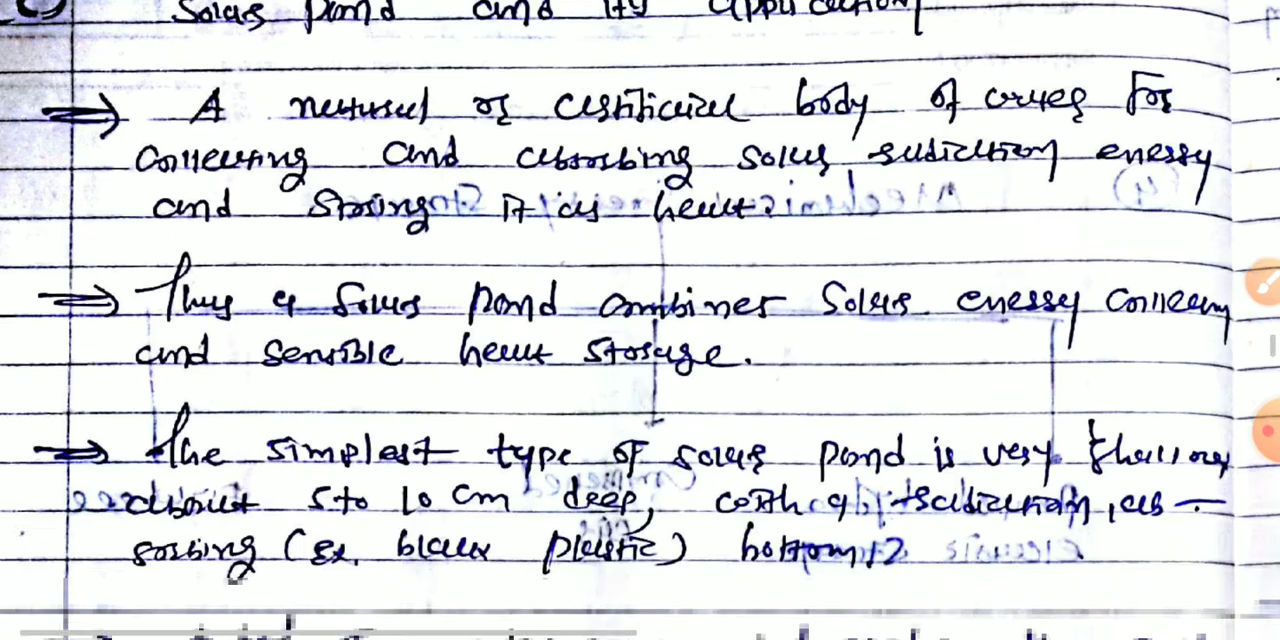 Solar pond and its application
⇒ A natural or artificial body of water for
collecting and absorbing solar radiation energy
and storing it as heat.
⇒ Thus a solar pond combines solar energy
and sensible heat storage.
⇒ The simplest type of solar pond is very shallow
about 5 to 10 cm deep, with a radiation, ab-
sorbing (ex. black plastic) bottom.